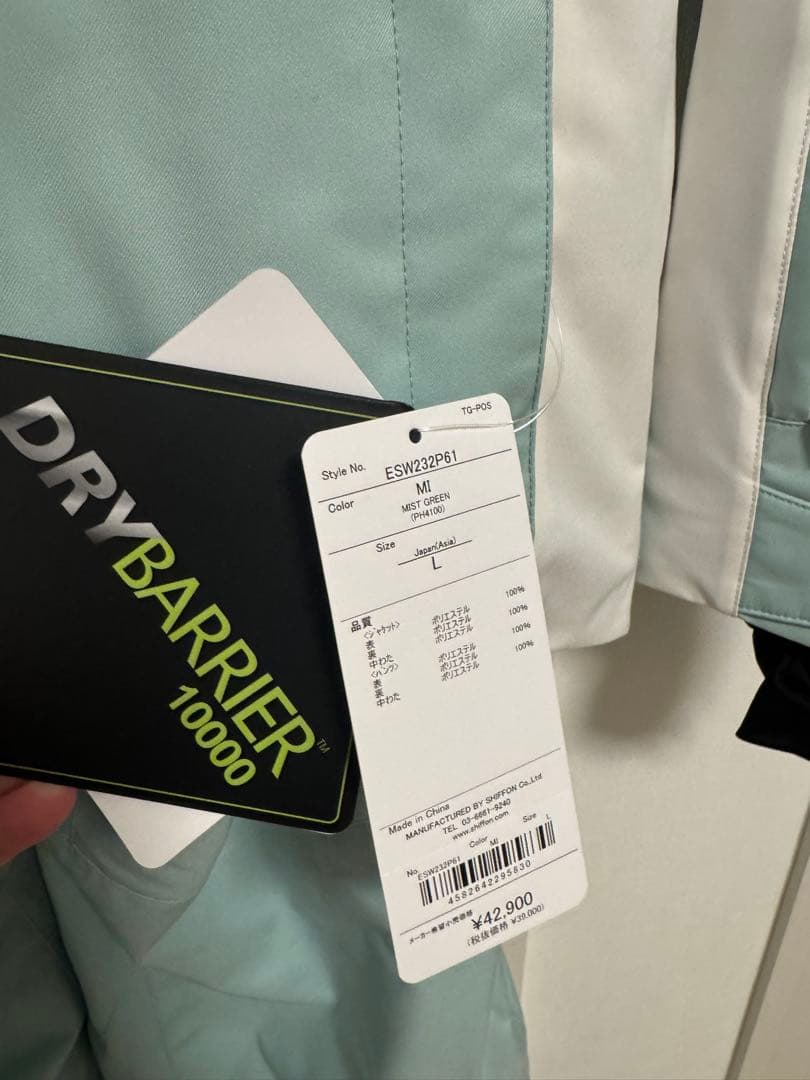 DRYBARRIER™
10000
TG-POS
Style No. ESW232P61
Color MI
MIST GREEN
(PH4100)
Size Japan(Asia)
L
品質
<ジャケット>
表 ポリエステル 100%
裏 ポリエステル 100%
中わた ポリエステル 100%
<パンツ>
表 ポリエステル 100%
裏 ポリエステル
中わた ポリエステル
Made in China
MANUFACTURED BY SHIFFON Co.,Ltd
TEL 03-6661-9240
www.shiffon.com
No. ESW232P61 Color MI Size L
4582642295830
メーカー希望小売価格 ¥42,900
(税抜価格 ¥39,000)